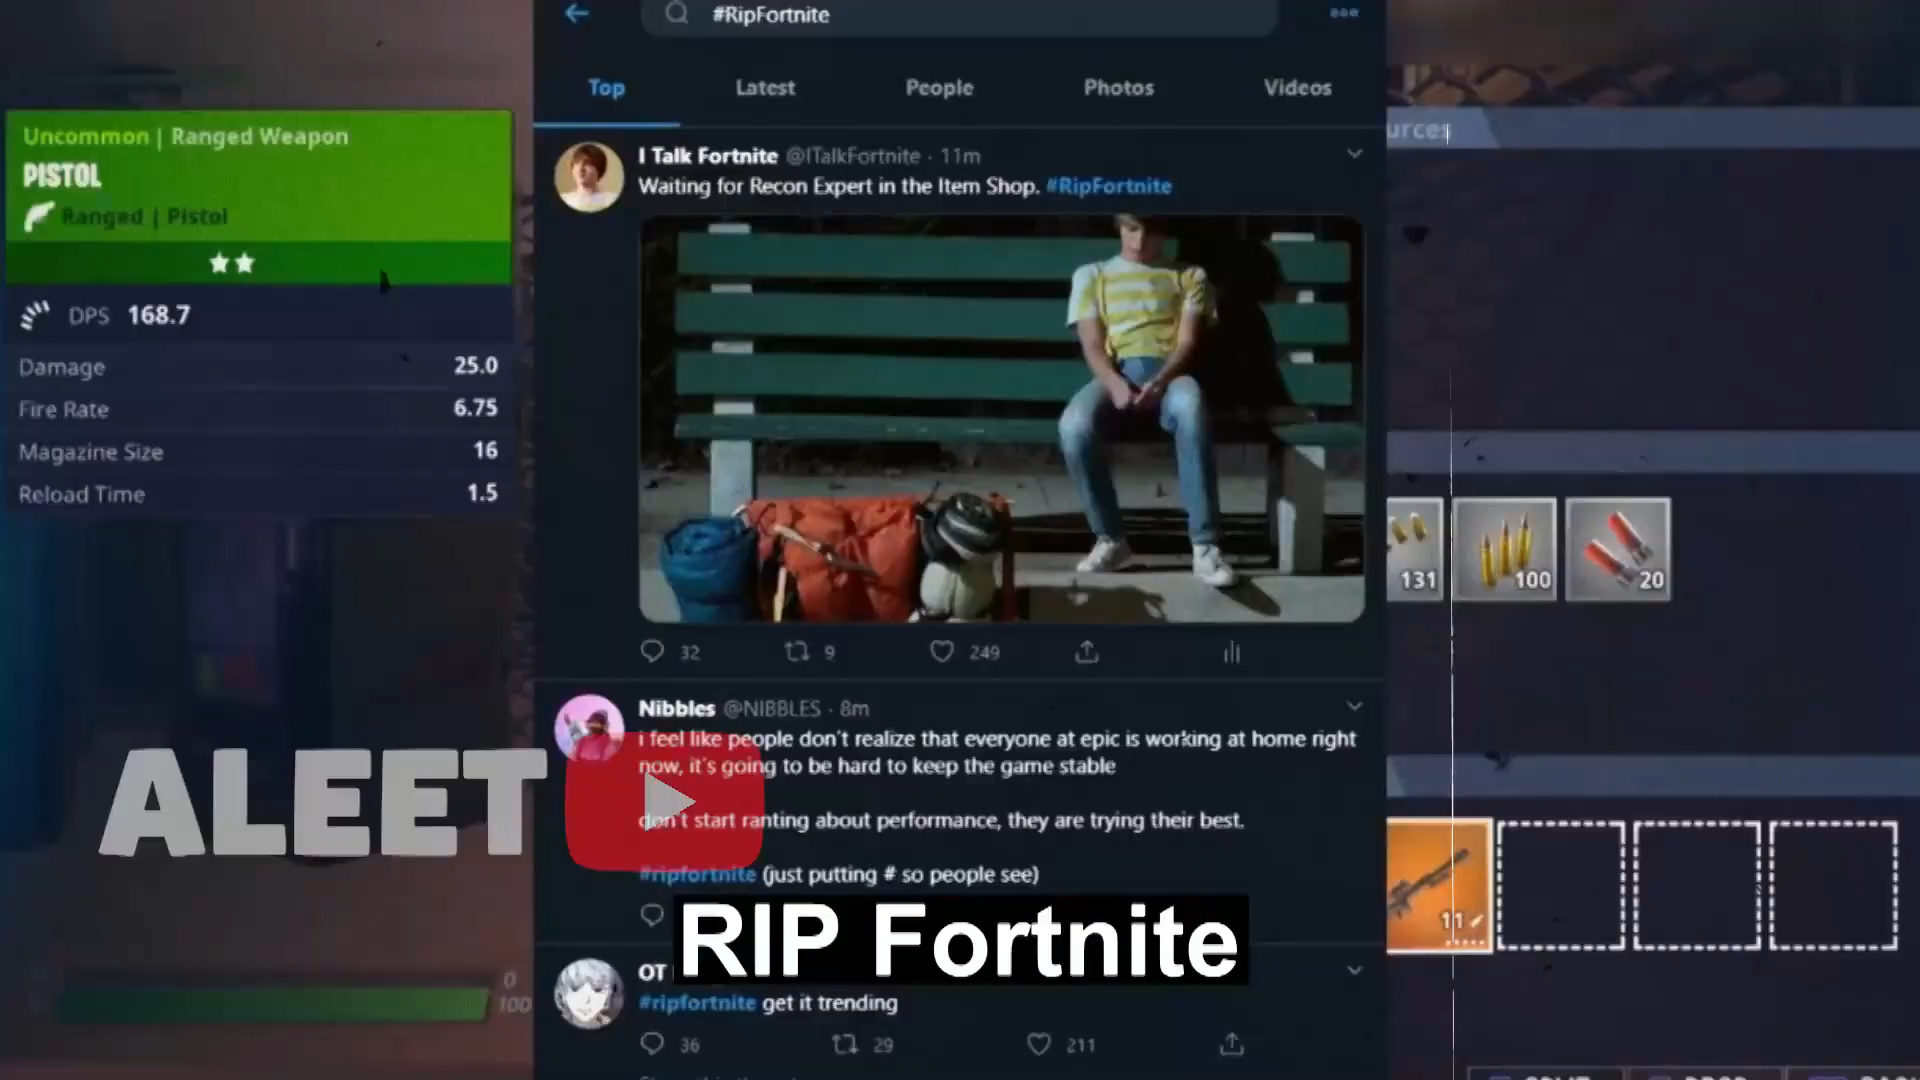 #RipFortnite
Top
Latest
People
Photos
Videos
Uncommon | Ranged Weapon
PISTOL
Ranged | Pistol
DPS 168.7
Damage 25.0
Fire Rate 6.75
Magazine Size 16
Reload Time 1.5
I Talk Fortnite @ITalkFortnite · 11m
Waiting for Recon Expert in the Item Shop. #RipFortnite
32
9
249
Nibbles @NIBBLES · 8m
i feel like people don't realize that everyone at epic is working at home right
now, it's going to be hard to keep the game stable
don't start ranting about performance, they are trying their best.
#ripfortnite (just putting # so people see)
OT
#ripfortnite get it trending
36
29
211
ALEET
RIP Fortnite
0
100
urces
131
100
20
11